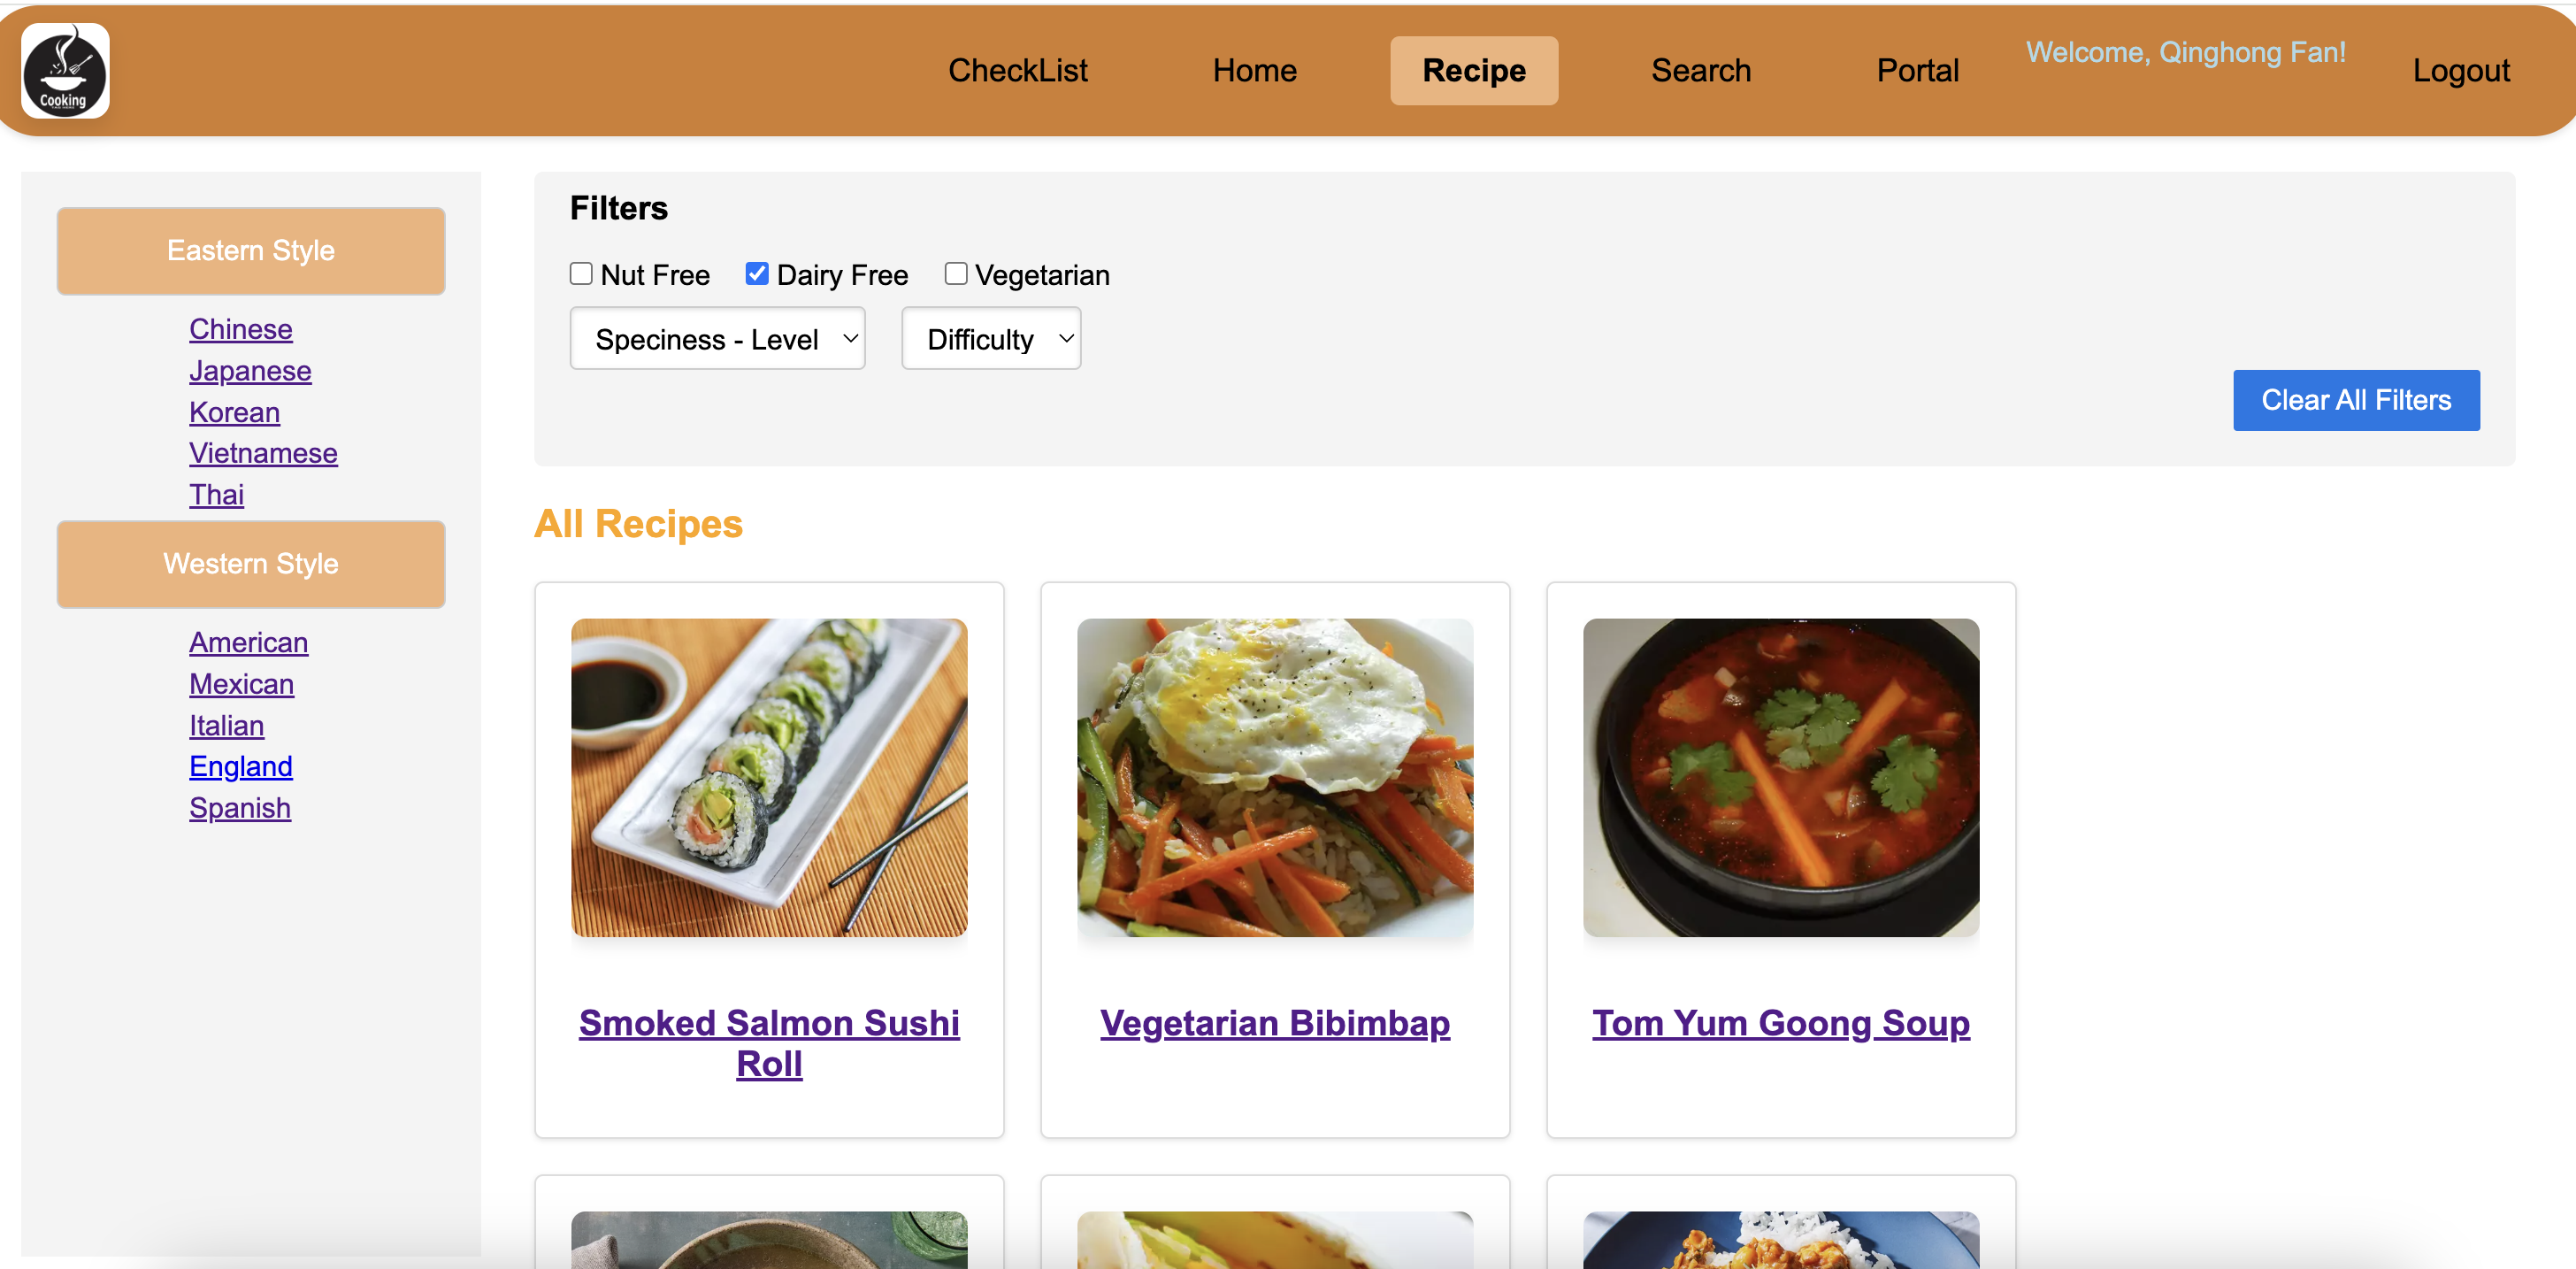 Cooking
CheckList
Home
Recipe
Search
Portal
Welcome, Qinghong Fan!
Logout
Eastern Style
Chinese
Japanese
Korean
Vietnamese
Thai
Western Style
American
Mexican
Italian
England
Spanish
Filters
Nut Free
Dairy Free
Vegetarian
Speciness - Level
Difficulty
Clear All Filters
All Recipes
Smoked Salmon Sushi
Roll
Vegetarian Bibimbap
Tom Yum Goong Soup